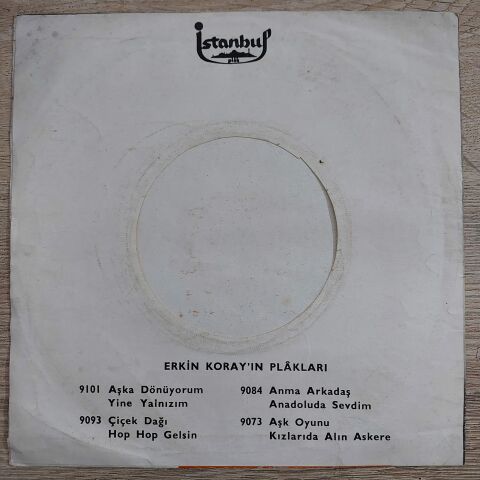 istanbul
plâk
ERKİN KORAY'IN PLÂKLARI
9101 Aşka Dönüyorum
Yine Yalnızım
9093 Çiçek Dağı
Hop Hop Gelsin
9084 Anma Arkadaş
Anadoluda Sevdim
9073 Aşk Oyunu
Kızlarıda Alın Askere